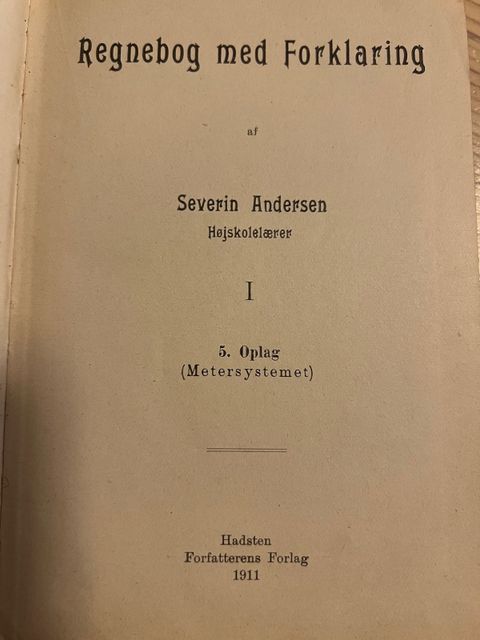 Regnebog med Forklaring
af
Severin Andersen
Højskolelærer
I
5. Oplag
(Metersystemet)
Hadsten
Forfatterens Forlag
1911